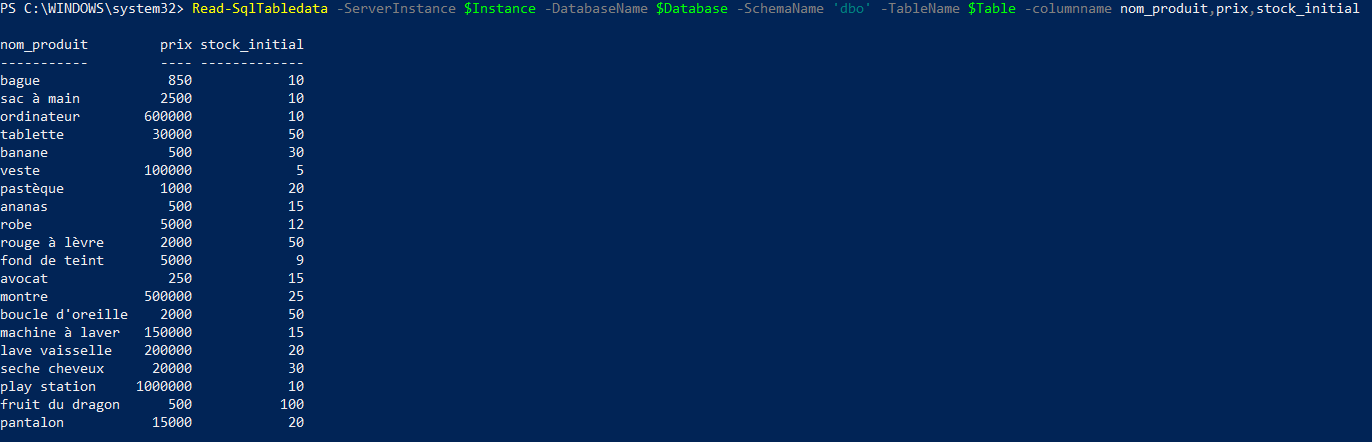 PS C:\WINDOWS\system32> Read-SqlTabledata -ServerInstance $Instance -DatabaseName $Database -SchemaName 'dbo' -TableName $Table -columnname nom_produit,prix,stock_initial
nom_produit prix stock_initial
----------- ---- -------------
bague 850 10
sac à main 2500 10
ordinateur 600000 10
tablette 30000 50
banane 500 30
veste 100000 5
pastèque 1000 20
ananas 500 15
robe 5000 12
rouge à lèvre 2000 50
fond de teint 5000 9
avocat 250 15
montre 500000 25
boucle d'oreille 2000 50
machine à laver 150000 15
lave vaisselle 200000 20
seche cheveux 20000 30
play station 1000000 10
fruit du dragon 500 100
pantalon 15000 20